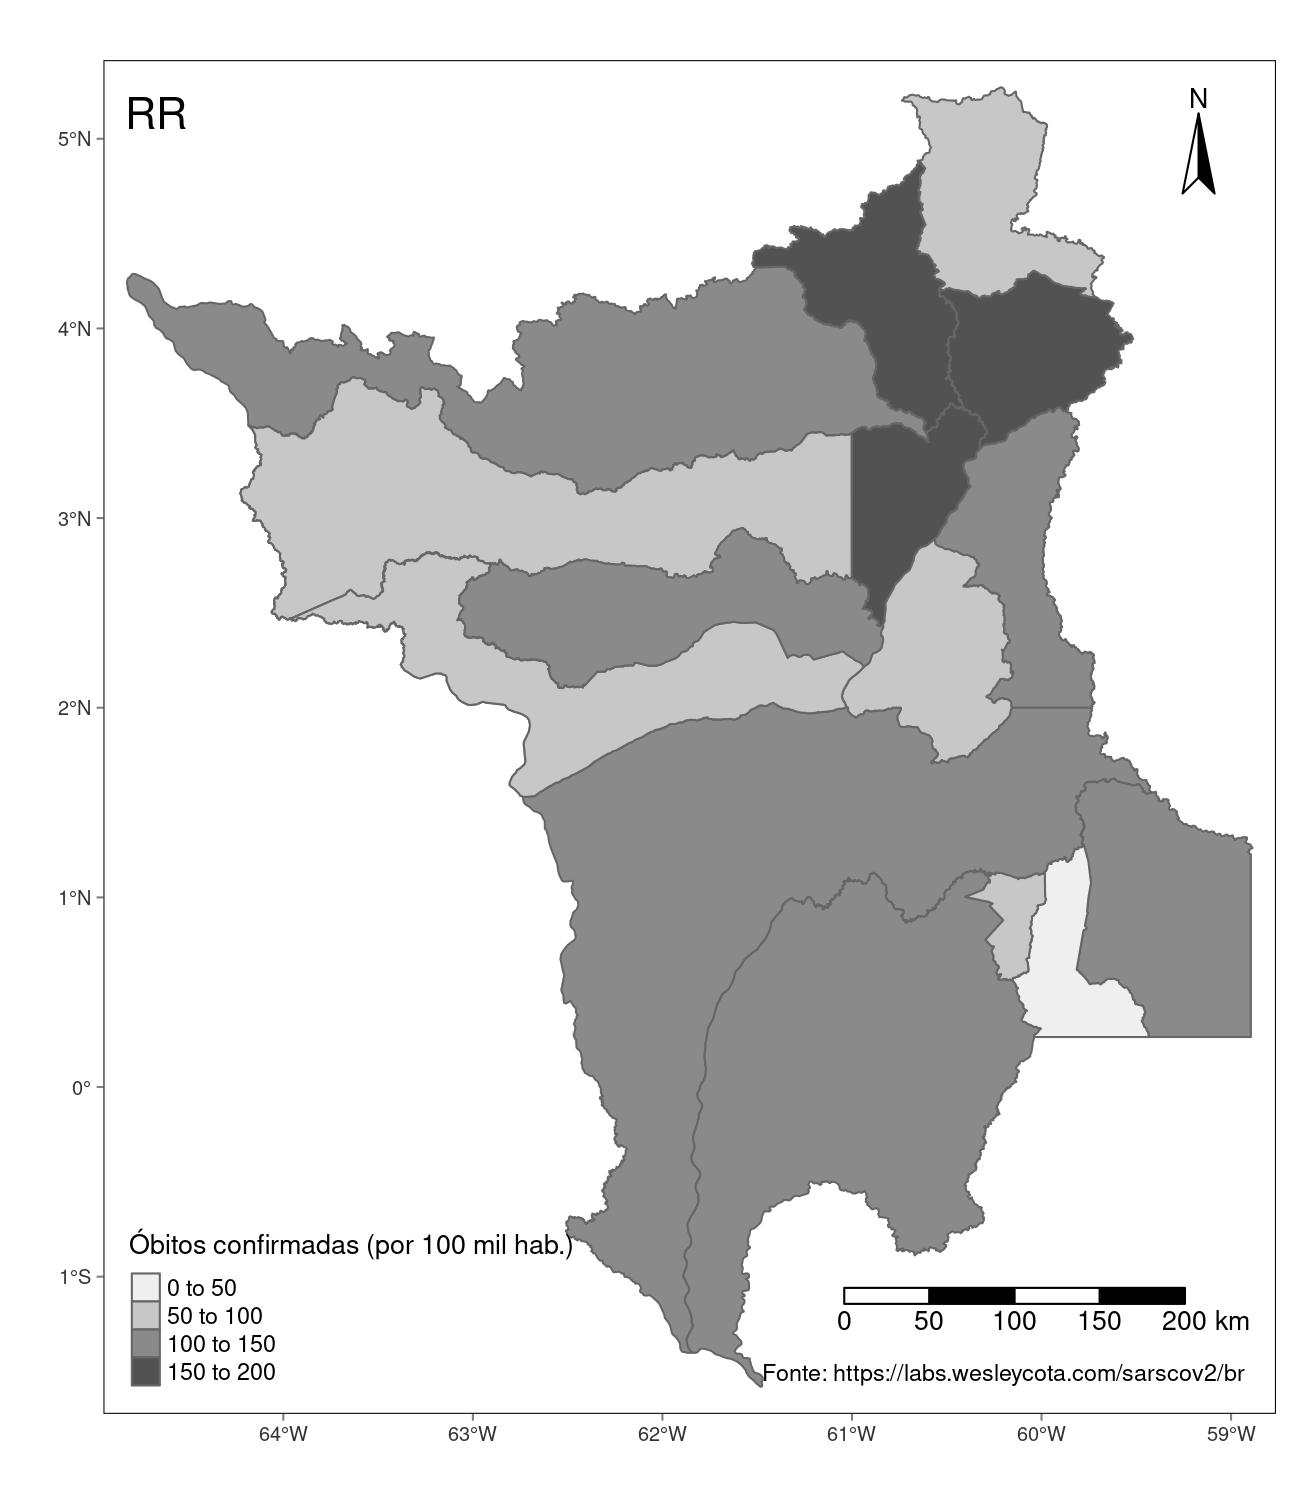 RR
N
5°N
4°N
3°N
2°N
1°N
0°
1°S
Óbitos confirmadas (por 100 mil hab.)
0 to 50
50 to 100
100 to 150
150 to 200
0 50 100 150 200 km
Fonte: https://labs.wesleycota.com/sarscov2/br
64°W 63°W 62°W 61°W 60°W 59°W